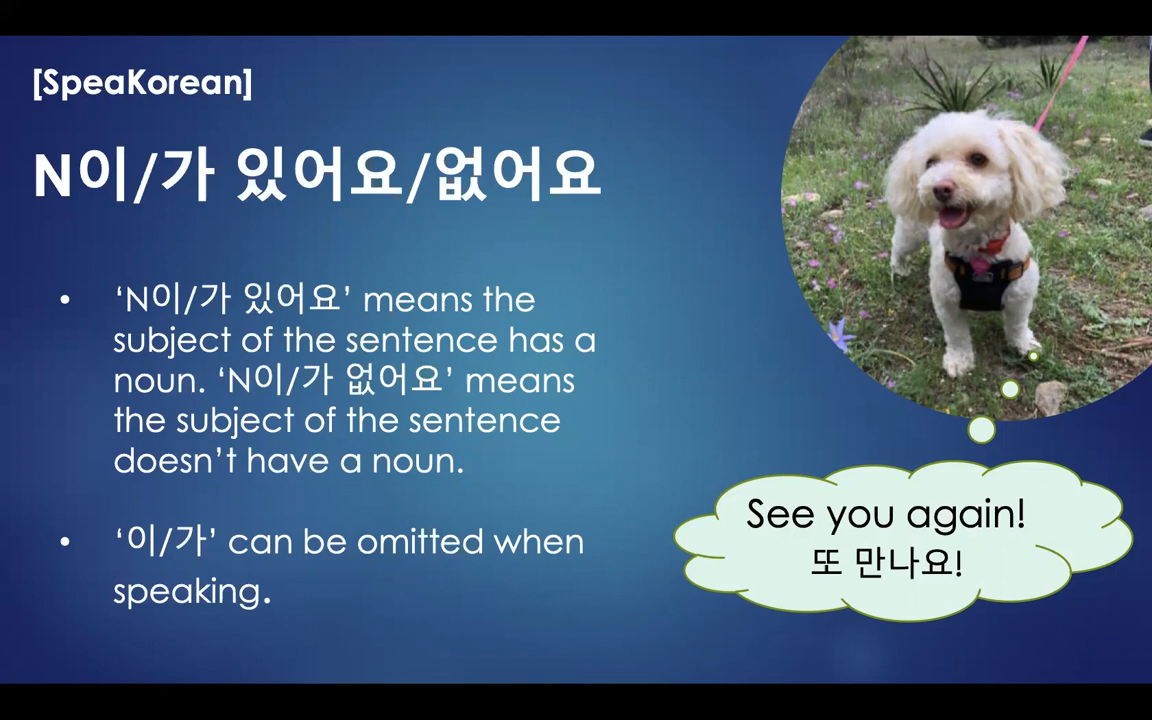 [SpeaKorean]
N이/가 있어요/없어요
• ‘N이/가 있어요’ means the
subject of the sentence has a
noun. ‘N이/가 없어요’ means
the subject of the sentence
doesn’t have a noun.
• ‘이/가’ can be omitted when
speaking.
See you again!
또 만나요!